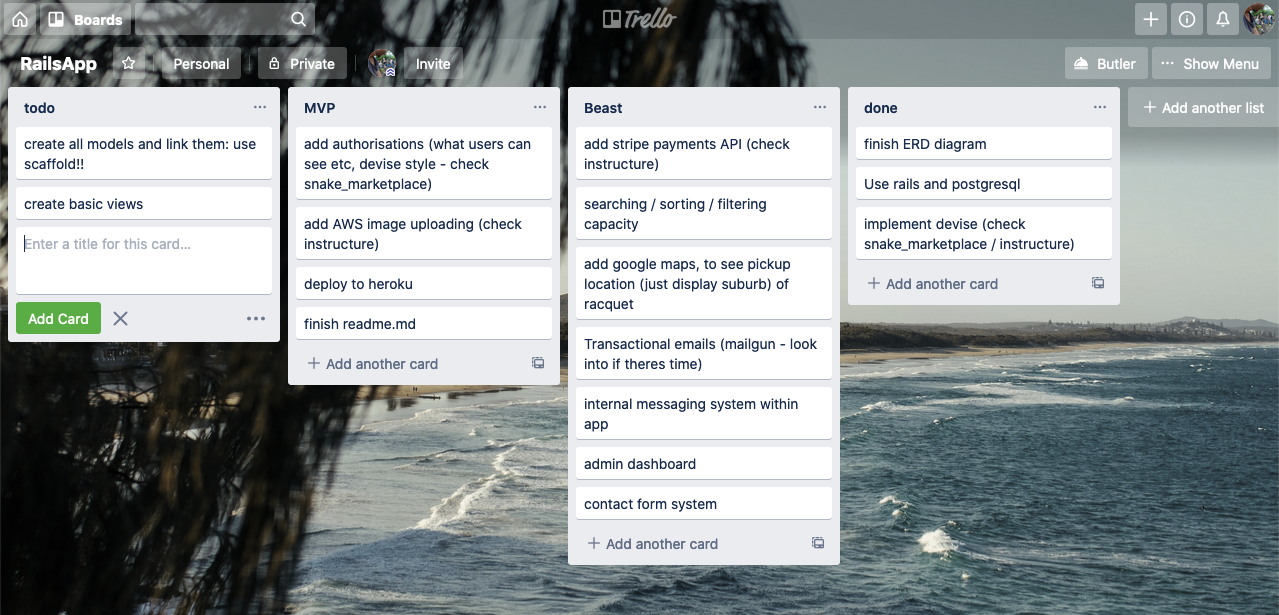 Boards
Trello
RailsApp
Personal
Private
Invite
Butler
Show Menu
todo
create all models and link them: use
scaffold!!
create basic views
Enter a title for this card…
Add Card
MVP
add authorisations (what users can
see etc, devise style - check
snake_marketplace)
add AWS image uploading (check
instructure)
deploy to heroku
finish readme.md
Add another card
Beast
add stripe payments API (check
instructure)
searching / sorting / filtering
capacity
add google maps, to see pickup
location (just display suburb) of
racquet
Transactional emails (mailgun - look
into if theres time)
internal messaging system within
app
admin dashboard
contact form system
Add another card
done
finish ERD diagram
Use rails and postgresql
implement devise (check
snake_marketplace / instructure)
Add another card
Add another list